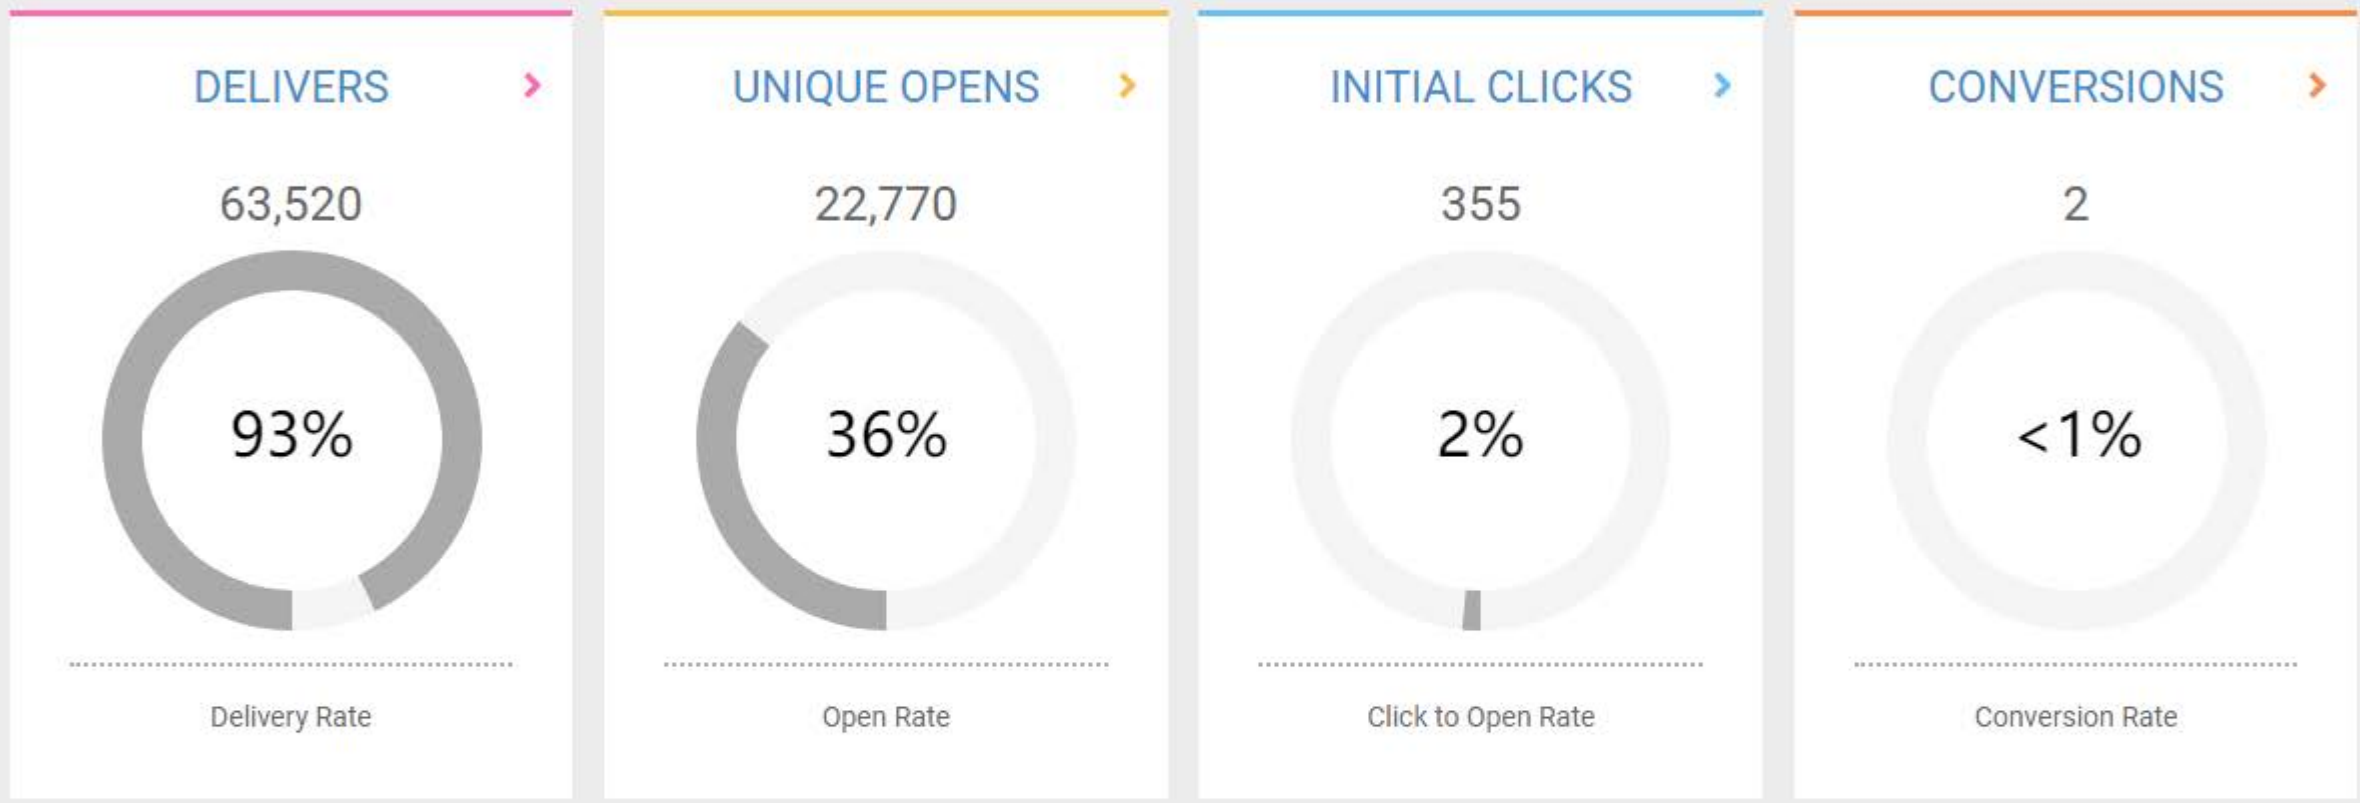 DELIVERS
63,520
93%
Delivery Rate
UNIQUE OPENS
22,770
36%
Open Rate
INITIAL CLICKS
355
2%
Click to Open Rate
CONVERSIONS
2
<1%
Conversion Rate